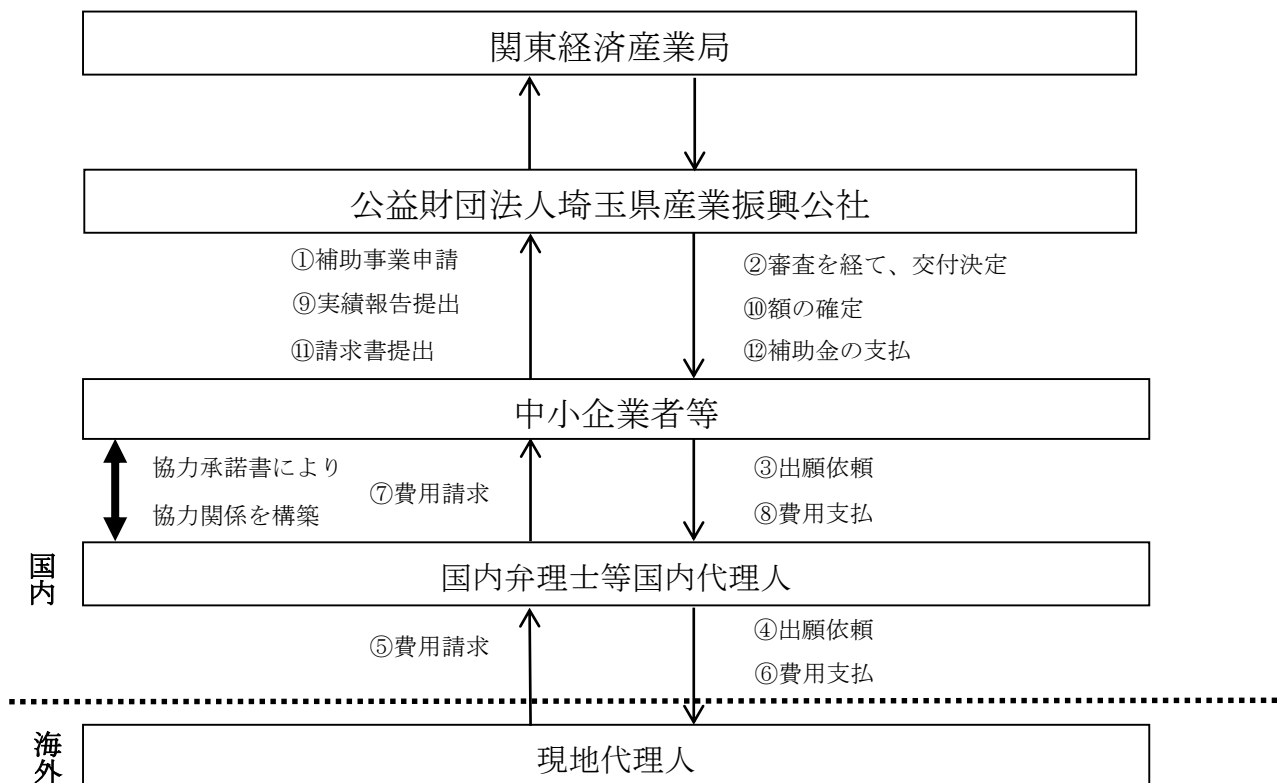 関東経済産業局
公益財団法人埼玉県産業振興公社
①補助事業申請
②審査を経て、交付決定
⑨実績報告提出
⑩額の確定
⑪請求書提出
⑫補助金の支払
中小企業者等
協力承諾書により
協力関係を構築
⑦費用請求
③出願依頼
⑧費用支払
国内
国内弁理士等国内代理人
⑤費用請求
④出願依頼
⑥費用支払
海外
現地代理人